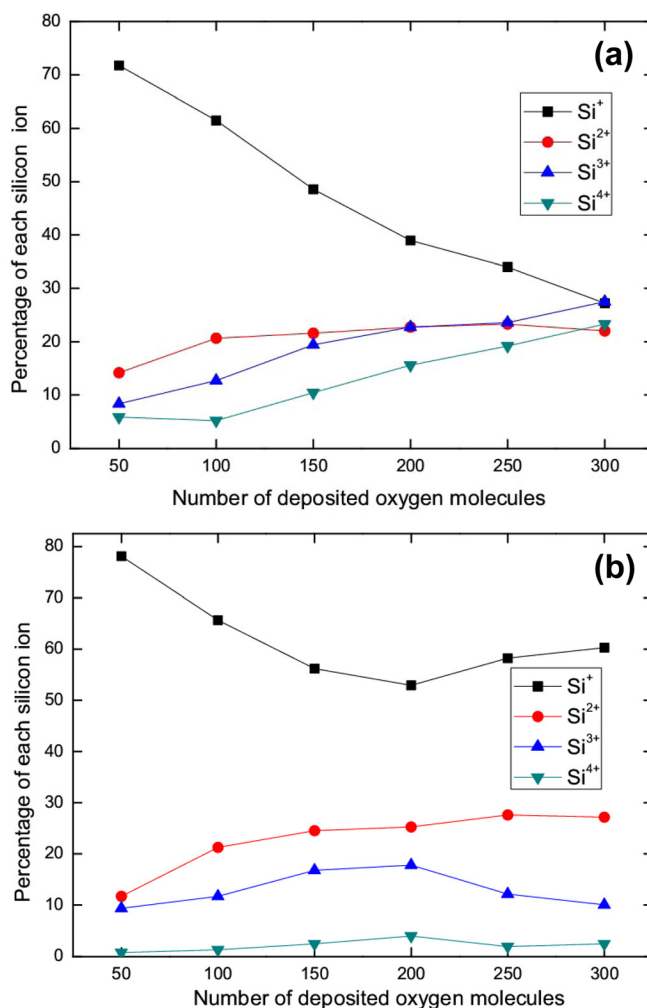 (a)
80
70
60
50
40
30
20
10
0
Percentage of each silicon ion
Si⁺
Si²⁺
Si³⁺
Si⁴⁺
50 100 150 200 250 300
Number of deposited oxygen molecules
(b)
80
70
60
50
40
30
20
10
0
Percentage of each silicon ion
Si⁺
Si²⁺
Si³⁺
Si⁴⁺
50 100 150 200 250 300
Number of deposited oxygen molecules